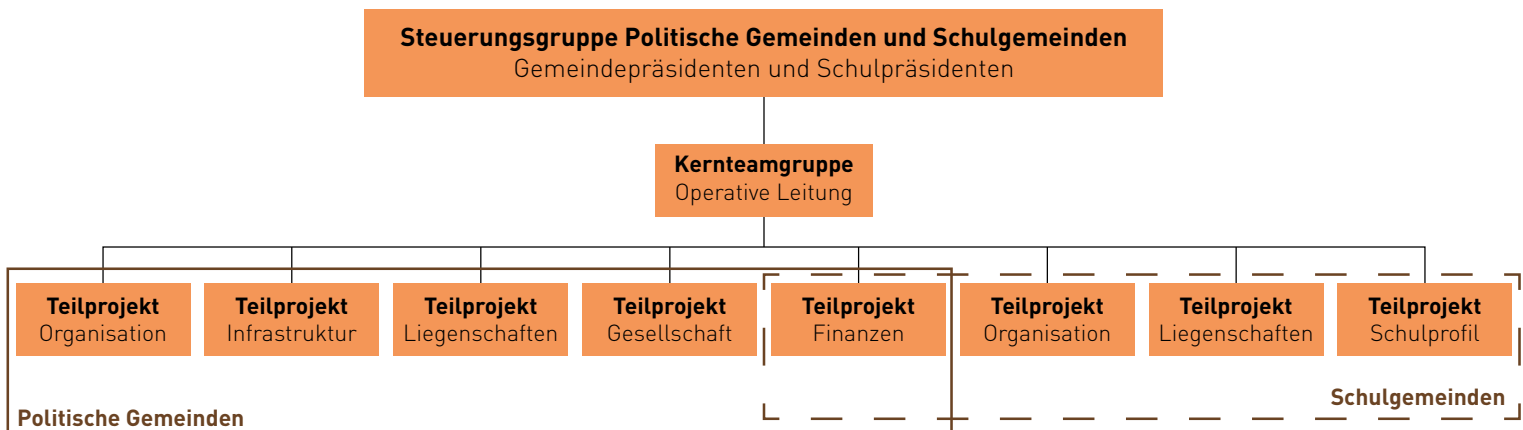 Steuerungsgruppe Politische Gemeinden und Schulgemeinden
Gemeindepräsidenten und Schulpräsidenten
Kernteamgruppe
Operative Leitung
Teilprojekt
Organisation
Teilprojekt
Infrastruktur
Teilprojekt
Liegenschaften
Teilprojekt
Gesellschaft
Teilprojekt
Finanzen
Teilprojekt
Organisation
Teilprojekt
Liegenschaften
Teilprojekt
Schulprofil
Politische Gemeinden
Schulgemeinden